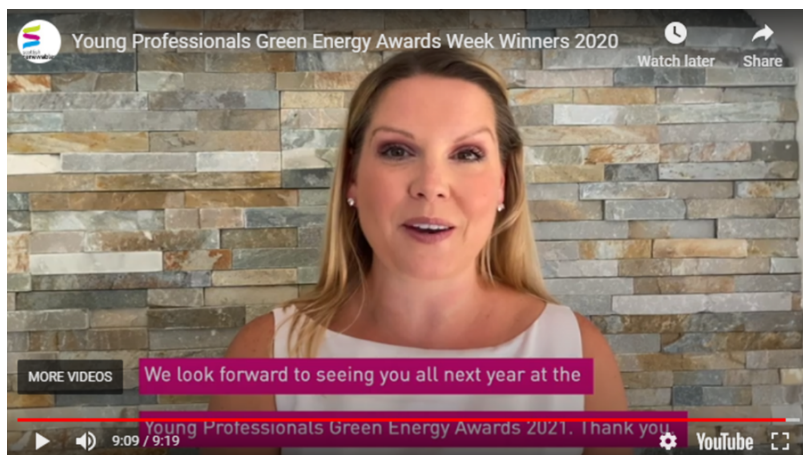 Young Professionals Green Energy Awards Week Winners 2020
Watch later
Share
MORE VIDEOS
We look forward to seeing you all next year at the
Young Professionals Green Energy Awards 2021. Thank you
9:09 / 9:19
YouTube